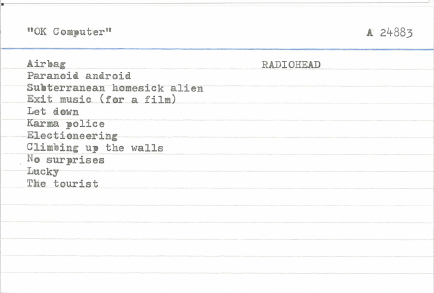 "OK Computer" A 24883
Airbag RADIOHEAD
Paranoid android
Subterranean homesick alien
Exit music (for a film)
Let down
Karma police
Electioneering
Climbing up the walls
No surprises
Lucky
The tourist